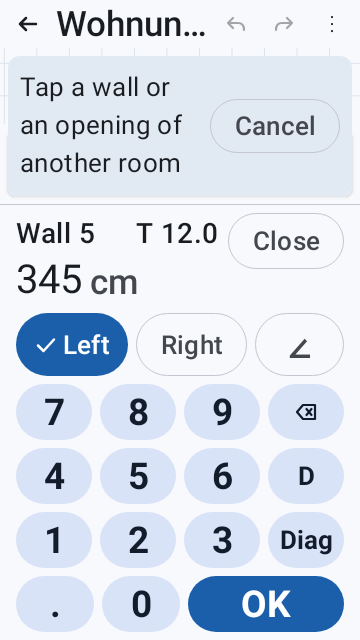 Wohnun...
Tap a wall or
an opening of
another room
Cancel
Wall 5 T 12.0
Close
345 cm
Left Right
7 8 9
4 5 6 D
1 2 3 Diag
. 0 OK